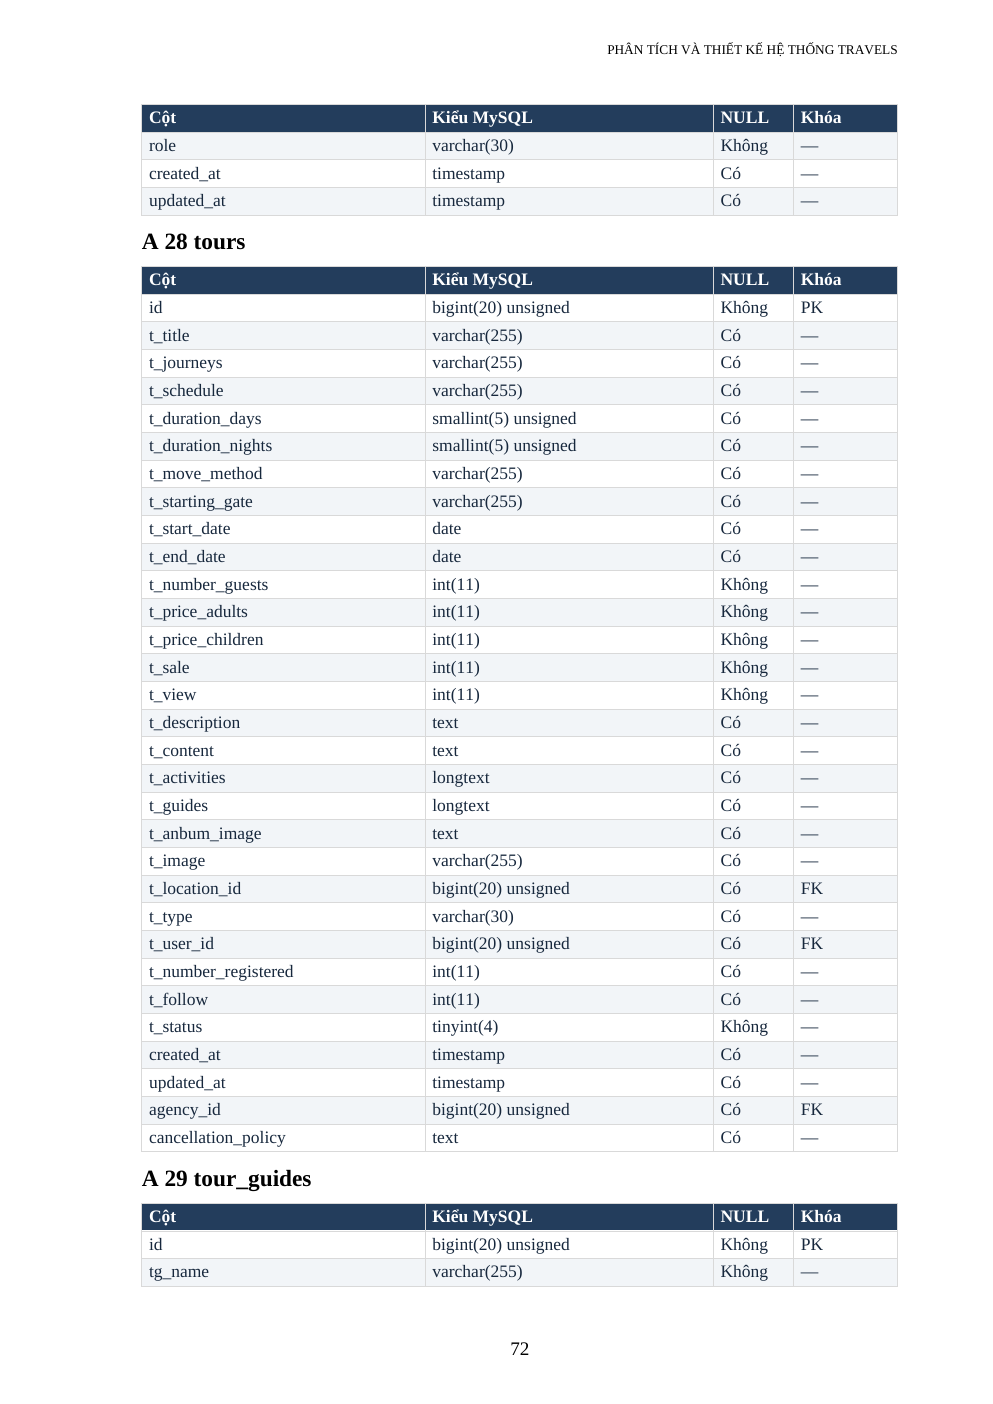 PHÂN TÍCH VÀ THIẾT KẾ HỆ THỐNG TRAVELS
Cột Kiểu MySQL NULL Khóa
role varchar(30) Không —
created_at timestamp Có —
updated_at timestamp Có —
A 28 tours
Cột Kiểu MySQL NULL Khóa
id bigint(20) unsigned Không PK
t_title varchar(255) Có —
t_journeys varchar(255) Có —
t_schedule varchar(255) Có —
t_duration_days smallint(5) unsigned Có —
t_duration_nights smallint(5) unsigned Có —
t_move_method varchar(255) Có —
t_starting_gate varchar(255) Có —
t_start_date date Có —
t_end_date date Có —
t_number_guests int(11) Không —
t_price_adults int(11) Không —
t_price_children int(11) Không —
t_sale int(11) Không —
t_view int(11) Không —
t_description text Có —
t_content text Có —
t_activities longtext Có —
t_guides longtext Có —
t_anbum_image text Có —
t_image varchar(255) Có —
t_location_id bigint(20) unsigned Có FK
t_type varchar(30) Có —
t_user_id bigint(20) unsigned Có FK
t_number_registered int(11) Có —
t_follow int(11) Có —
t_status tinyint(4) Không —
created_at timestamp Có —
updated_at timestamp Có —
agency_id bigint(20) unsigned Có FK
cancellation_policy text Có —
A 29 tour_guides
Cột Kiểu MySQL NULL Khóa
id bigint(20) unsigned Không PK
tg_name varchar(255) Không —
72